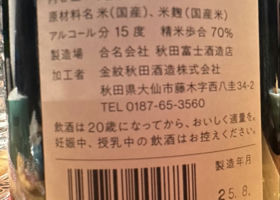 原材料名 米(国産)、米麹(国産米)
アルコール分 15度 精米歩合 70%
製造場 合名会社 秋田富士酒造店
加工者 金紋秋田酒造株式会社
秋田県大仙市藤木字西八圭34-2
TEL 0187-65-3560
飲酒は20歳になってから、おいしく適量を。
妊娠中、授乳中の飲酒はお控えください。
製造年月
25.8.